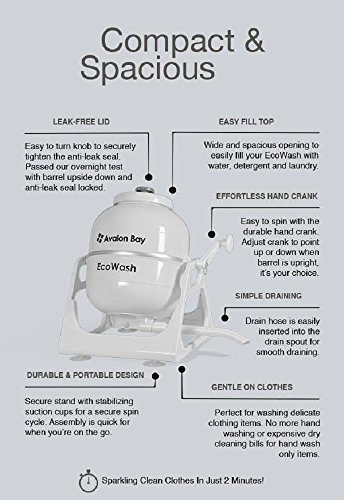 Compact &
Spacious
LEAK-FREE LID
Easy to turn knob to securely
tighten the anti-leak seal.
Passed our overnight test
with barrel upside down and
anti-leak seal locked.
EASY FILL TOP
Wide and spacious opening to
easily fill your EcoWash with
water, detergent and laundry.
EFFORTLESS HAND CRANK
Easy to spin with the
durable hand crank.
Adjust crank to point
up or down when
barrel is upright,
it's your choice.
Avalon Bay
EcoWash
SIMPLE DRAINING
Drain hose is easily
inserted into the
drain spout for
smooth draining.
DURABLE & PORTABLE DESIGN
Secure stand with stabilizing
suction cups for a secure spin
cycle. Assembly is quick for
when you're on the go.
GENTLE ON CLOTHES
Perfect for washing delicate
clothing items. No more hand
washing or expensive dry
cleaning bills for hand wash
only items.
Sparkling Clean Clothes In Just 2 Minutes!